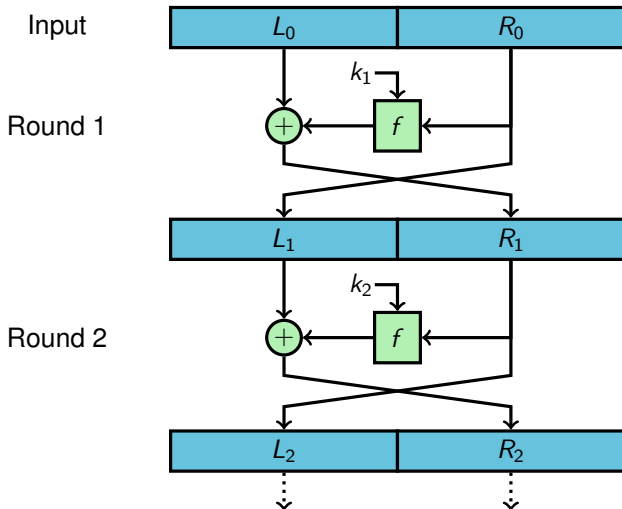 Input L₀ R₀
k₁
Round 1 + f
L₁ R₁
k₂
Round 2 + f
L₂ R₂